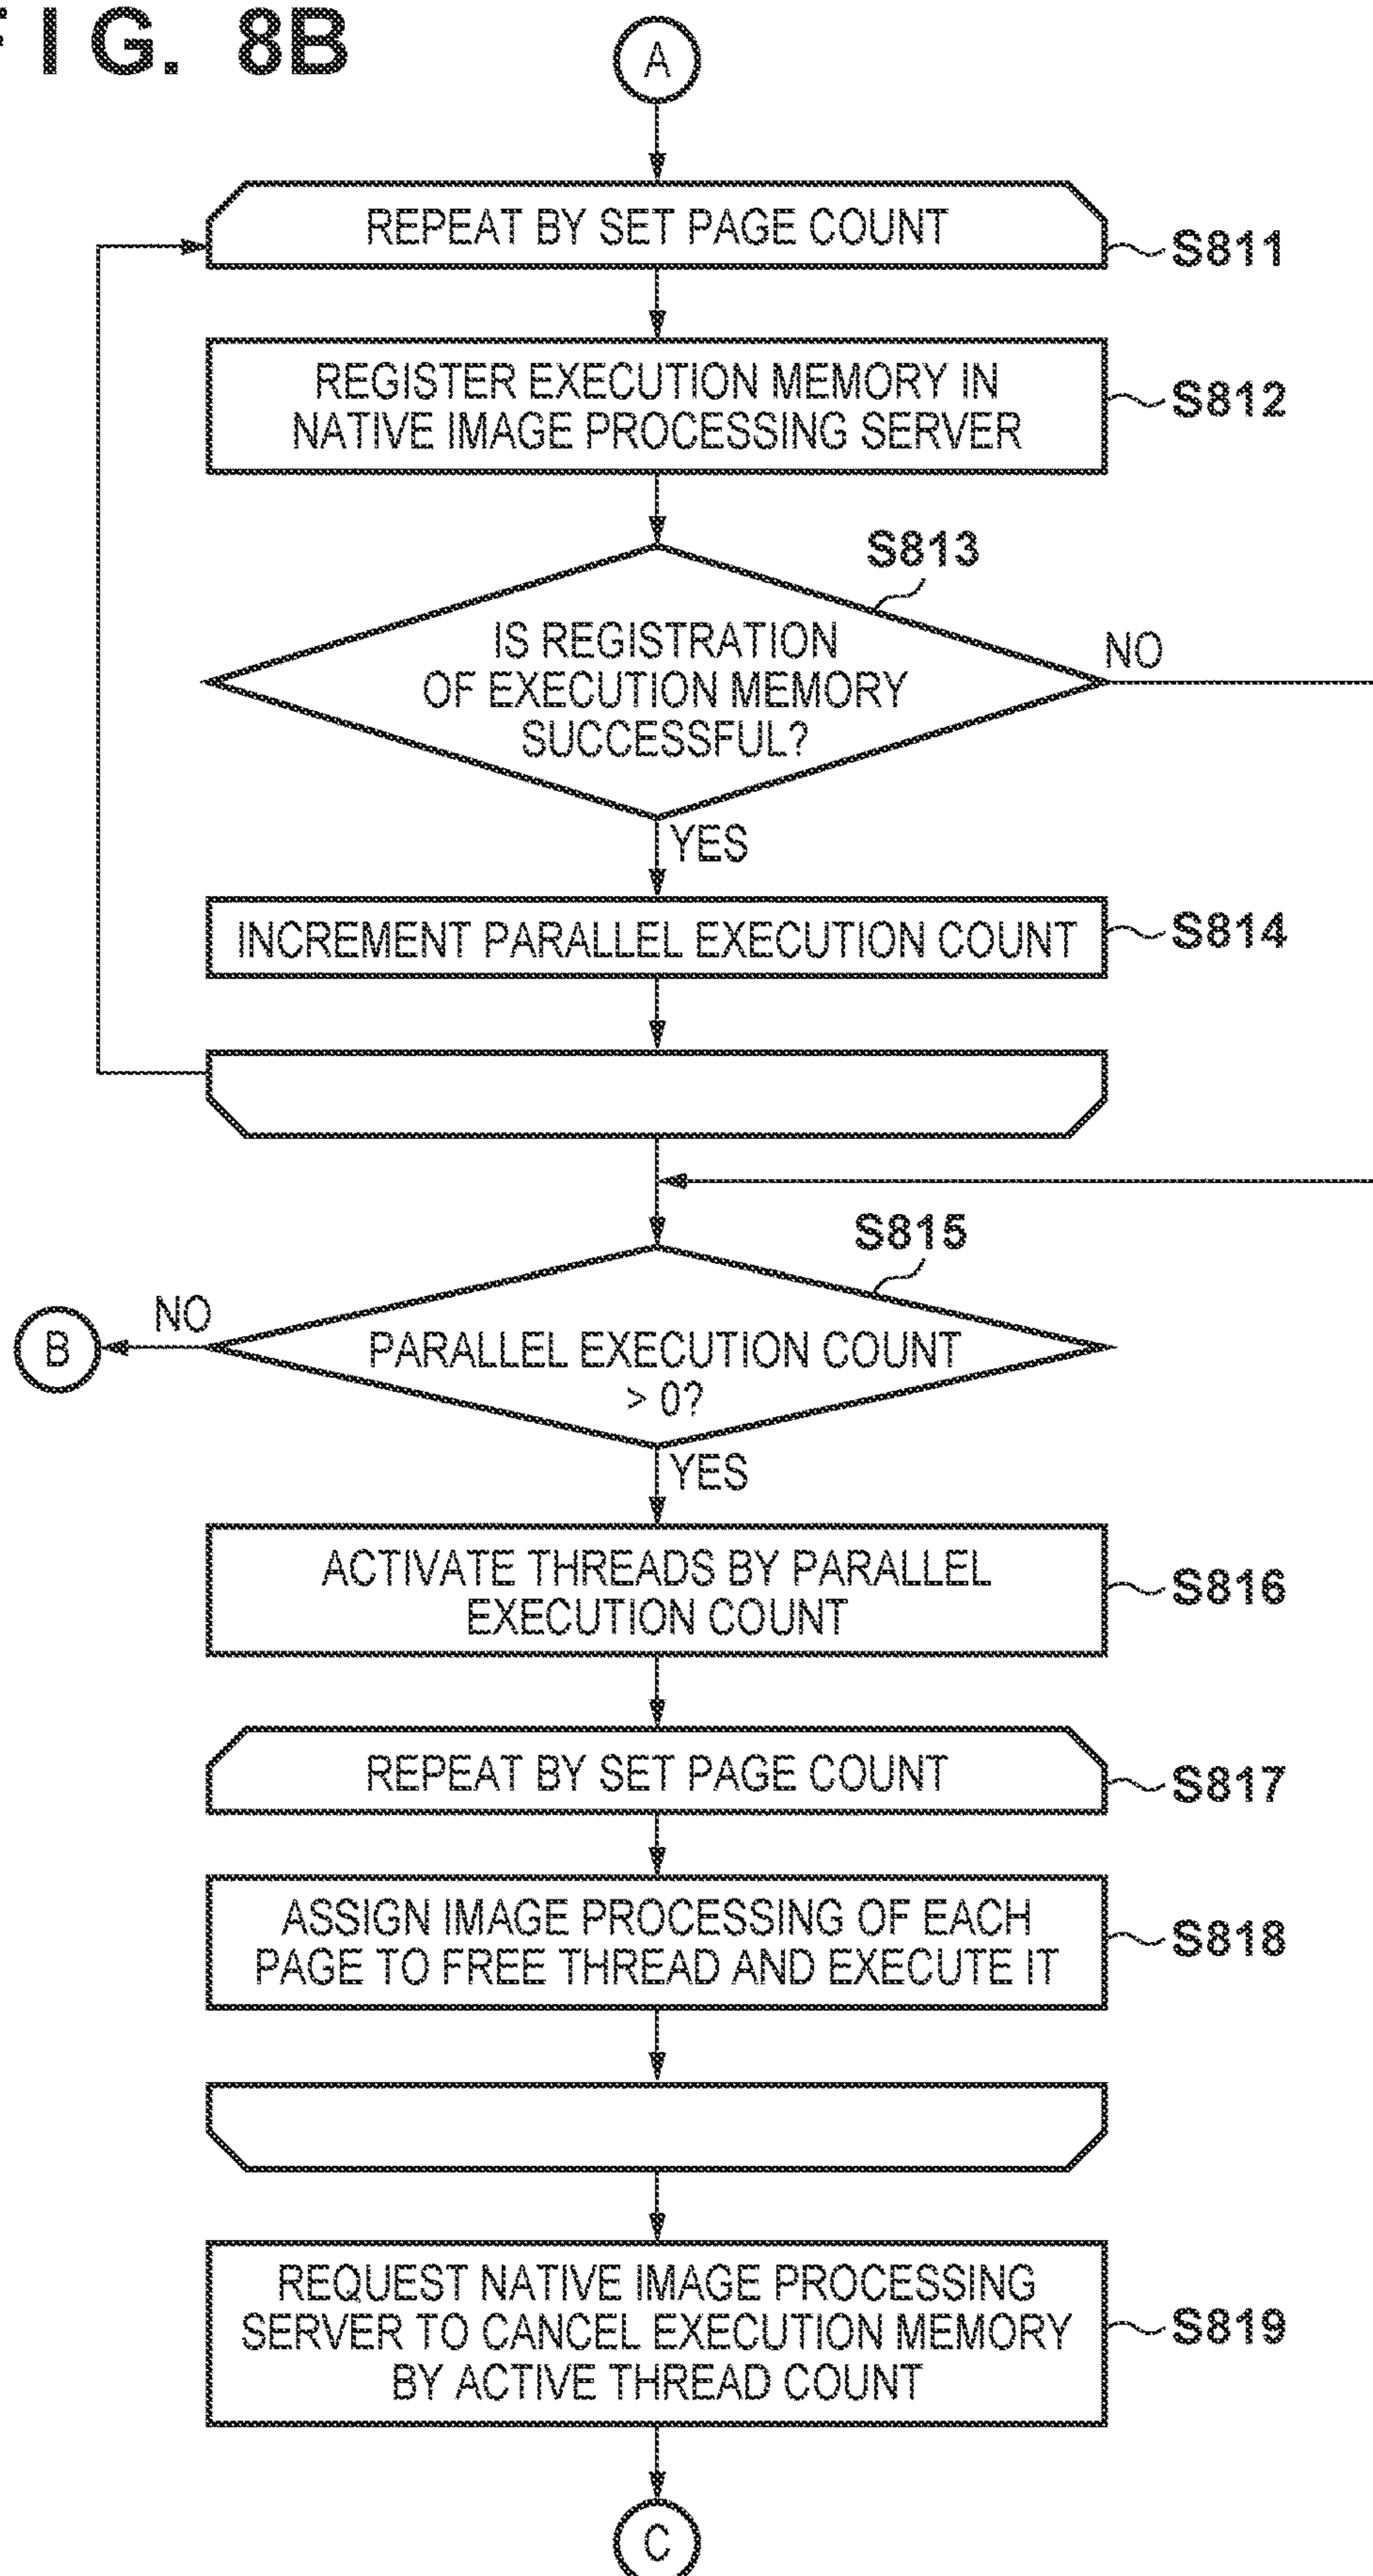 FIG. 8B
A
REPEAT BY SET PAGE COUNT
S811
REGISTER EXECUTION MEMORY IN
NATIVE IMAGE PROCESSING SERVER
S812
S813
IS REGISTRATION
OF EXECUTION MEMORY
SUCCESSFUL?
NO
YES
INCREMENT PARALLEL EXECUTION COUNT
S814
S815
NO
B
PARALLEL EXECUTION COUNT
> 0?
YES
ACTIVATE THREADS BY PARALLEL
EXECUTION COUNT
S816
REPEAT BY SET PAGE COUNT
S817
ASSIGN IMAGE PROCESSING OF EACH
PAGE TO FREE THREAD AND EXECUTE IT
S818
REQUEST NATIVE IMAGE PROCESSING
SERVER TO CANCEL EXECUTION MEMORY
BY ACTIVE THREAD COUNT
S819
C